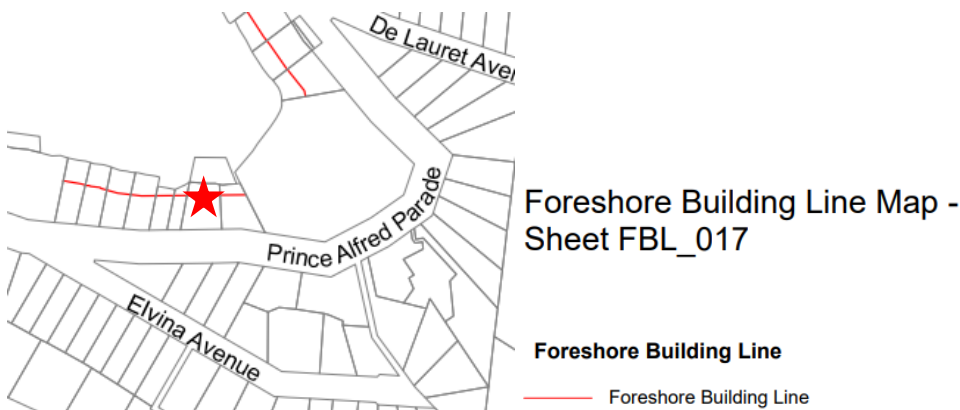 De Lauret Aven
Prince Alfred Parade
Elvina Avenue
Foreshore Building Line Map -
Sheet FBL_017
Foreshore Building Line
Foreshore Building Line